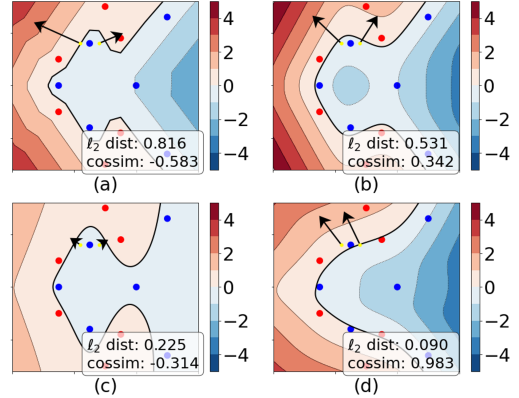 4
2
0
−2
−4
ℓ2 dist: 0.816
cossim: -0.583
(a)
4
2
0
−2
−4
ℓ2 dist: 0.531
cossim: 0.342
(b)
4
2
0
−2
−4
ℓ2 dist: 0.225
cossim: -0.314
(c)
4
2
0
−2
−4
ℓ2 dist: 0.090
cossim: 0.983
(d)